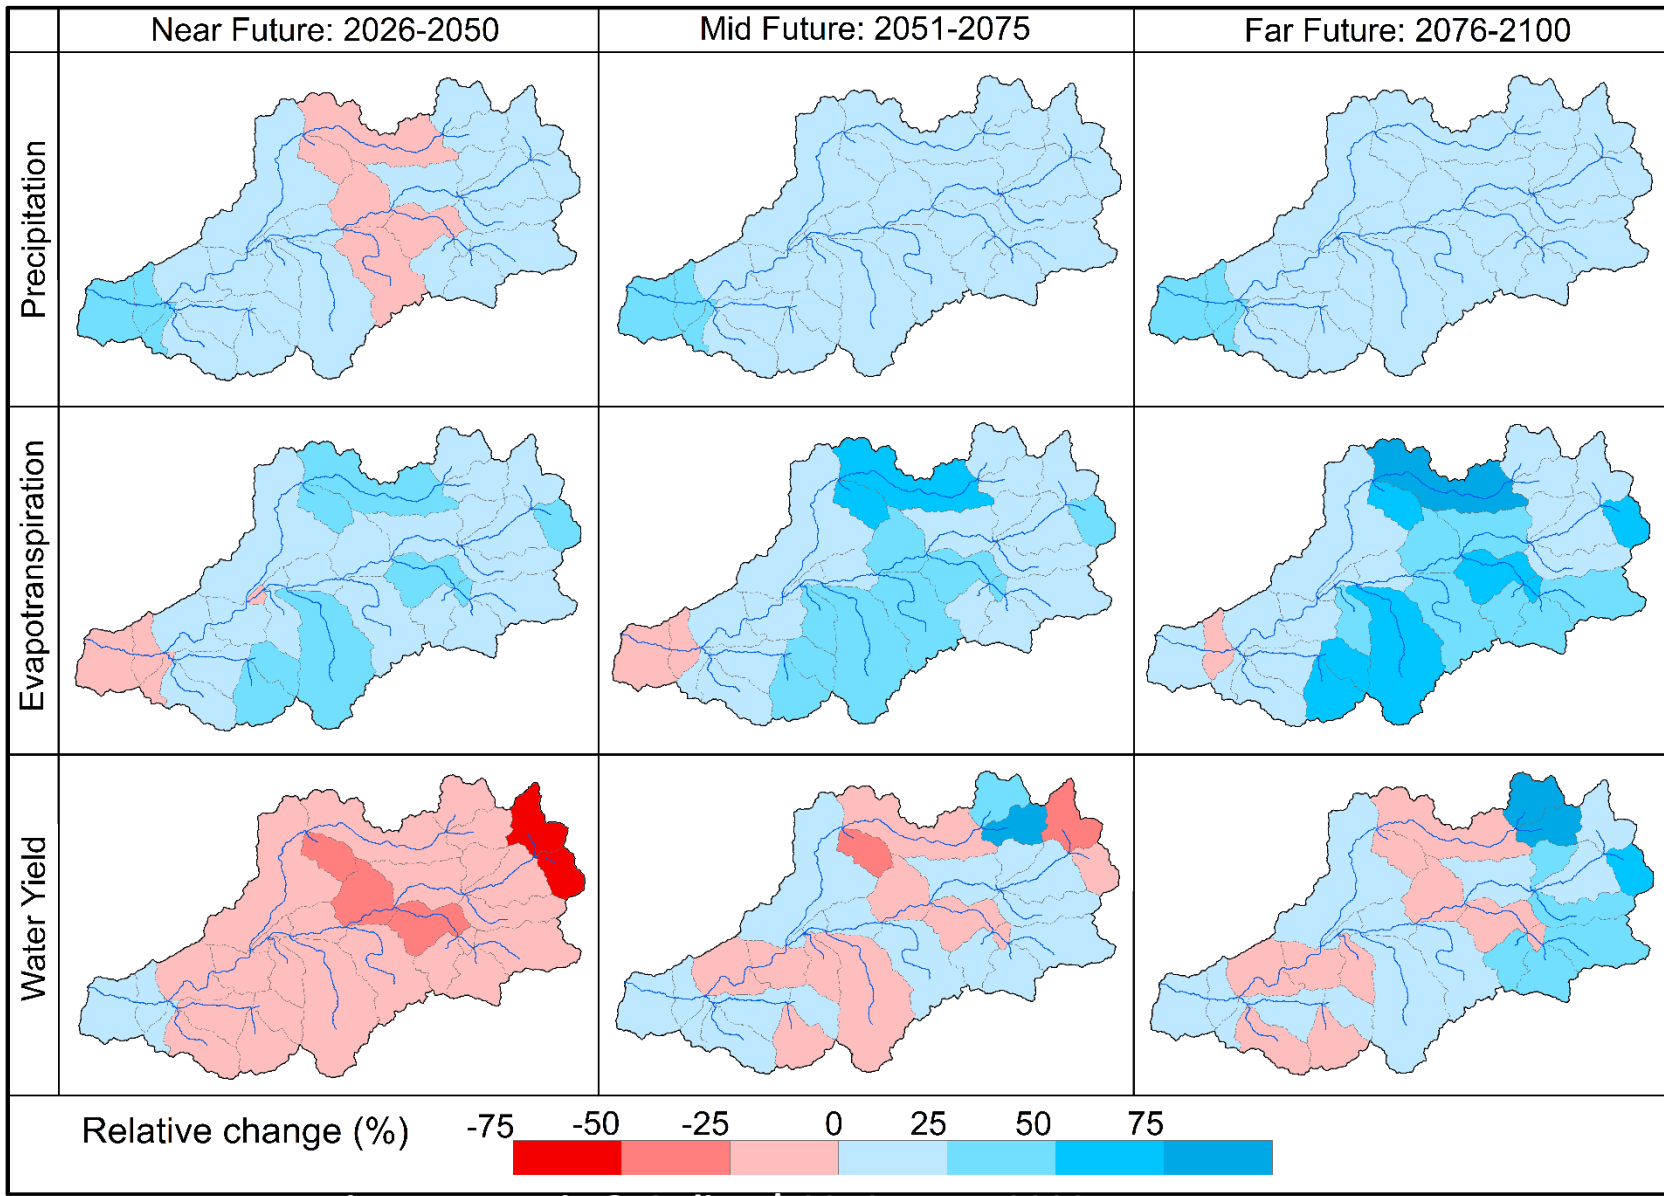 Near Future: 2026-2050
Mid Future: 2051-2075
Far Future: 2076-2100
Precipitation
Evapotranspiration
Water Yield
Relative change (%) -75 -50 -25 0 25 50 75